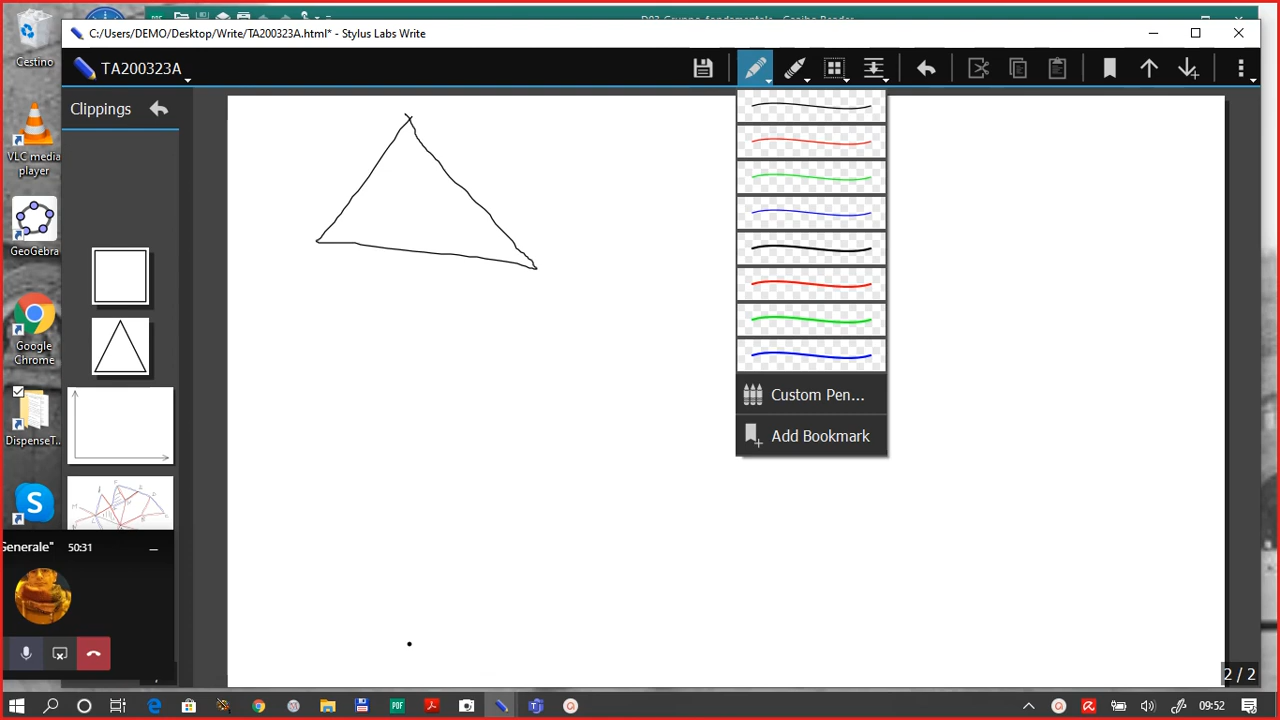 Cestino
C:/Users/DEMO/Desktop/Write/TA200323A.html* - Stylus Labs Write
TA200323A
Clippings
VLC media
player
GeoGebra
Google
Chrome
DispenseT...
Custom Pen...
Add Bookmark
Generale"
50:31
2 / 2
PDF
09:52